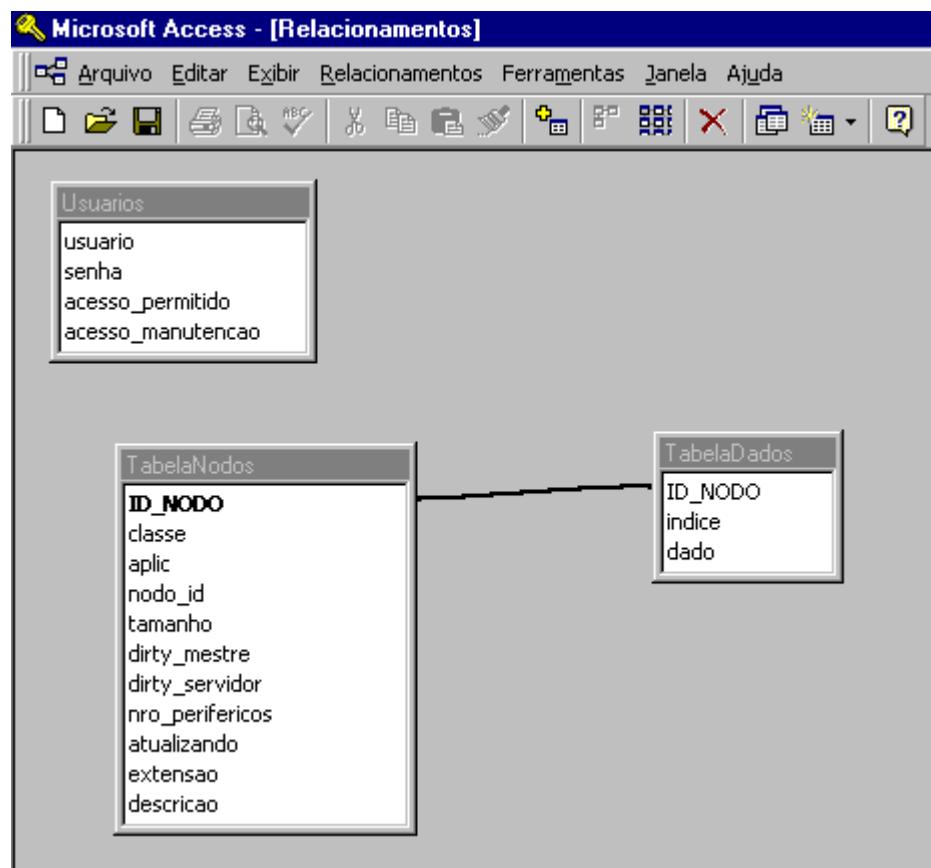 Microsoft Access - [Relacionamentos]
Arquivo Editar Exibir Relacionamentos Ferramentas Janela Ajuda
ABC
Usuarios
usuario
senha
acesso_permitido
acesso_manutencao
TabelaNodos
ID_NODO
classe
aplic
nodo_id
tamanho
dirty_mestre
dirty_servidor
nro_perifericos
atualizando
extensao
descricao
TabelaDados
ID_NODO
indice
dado